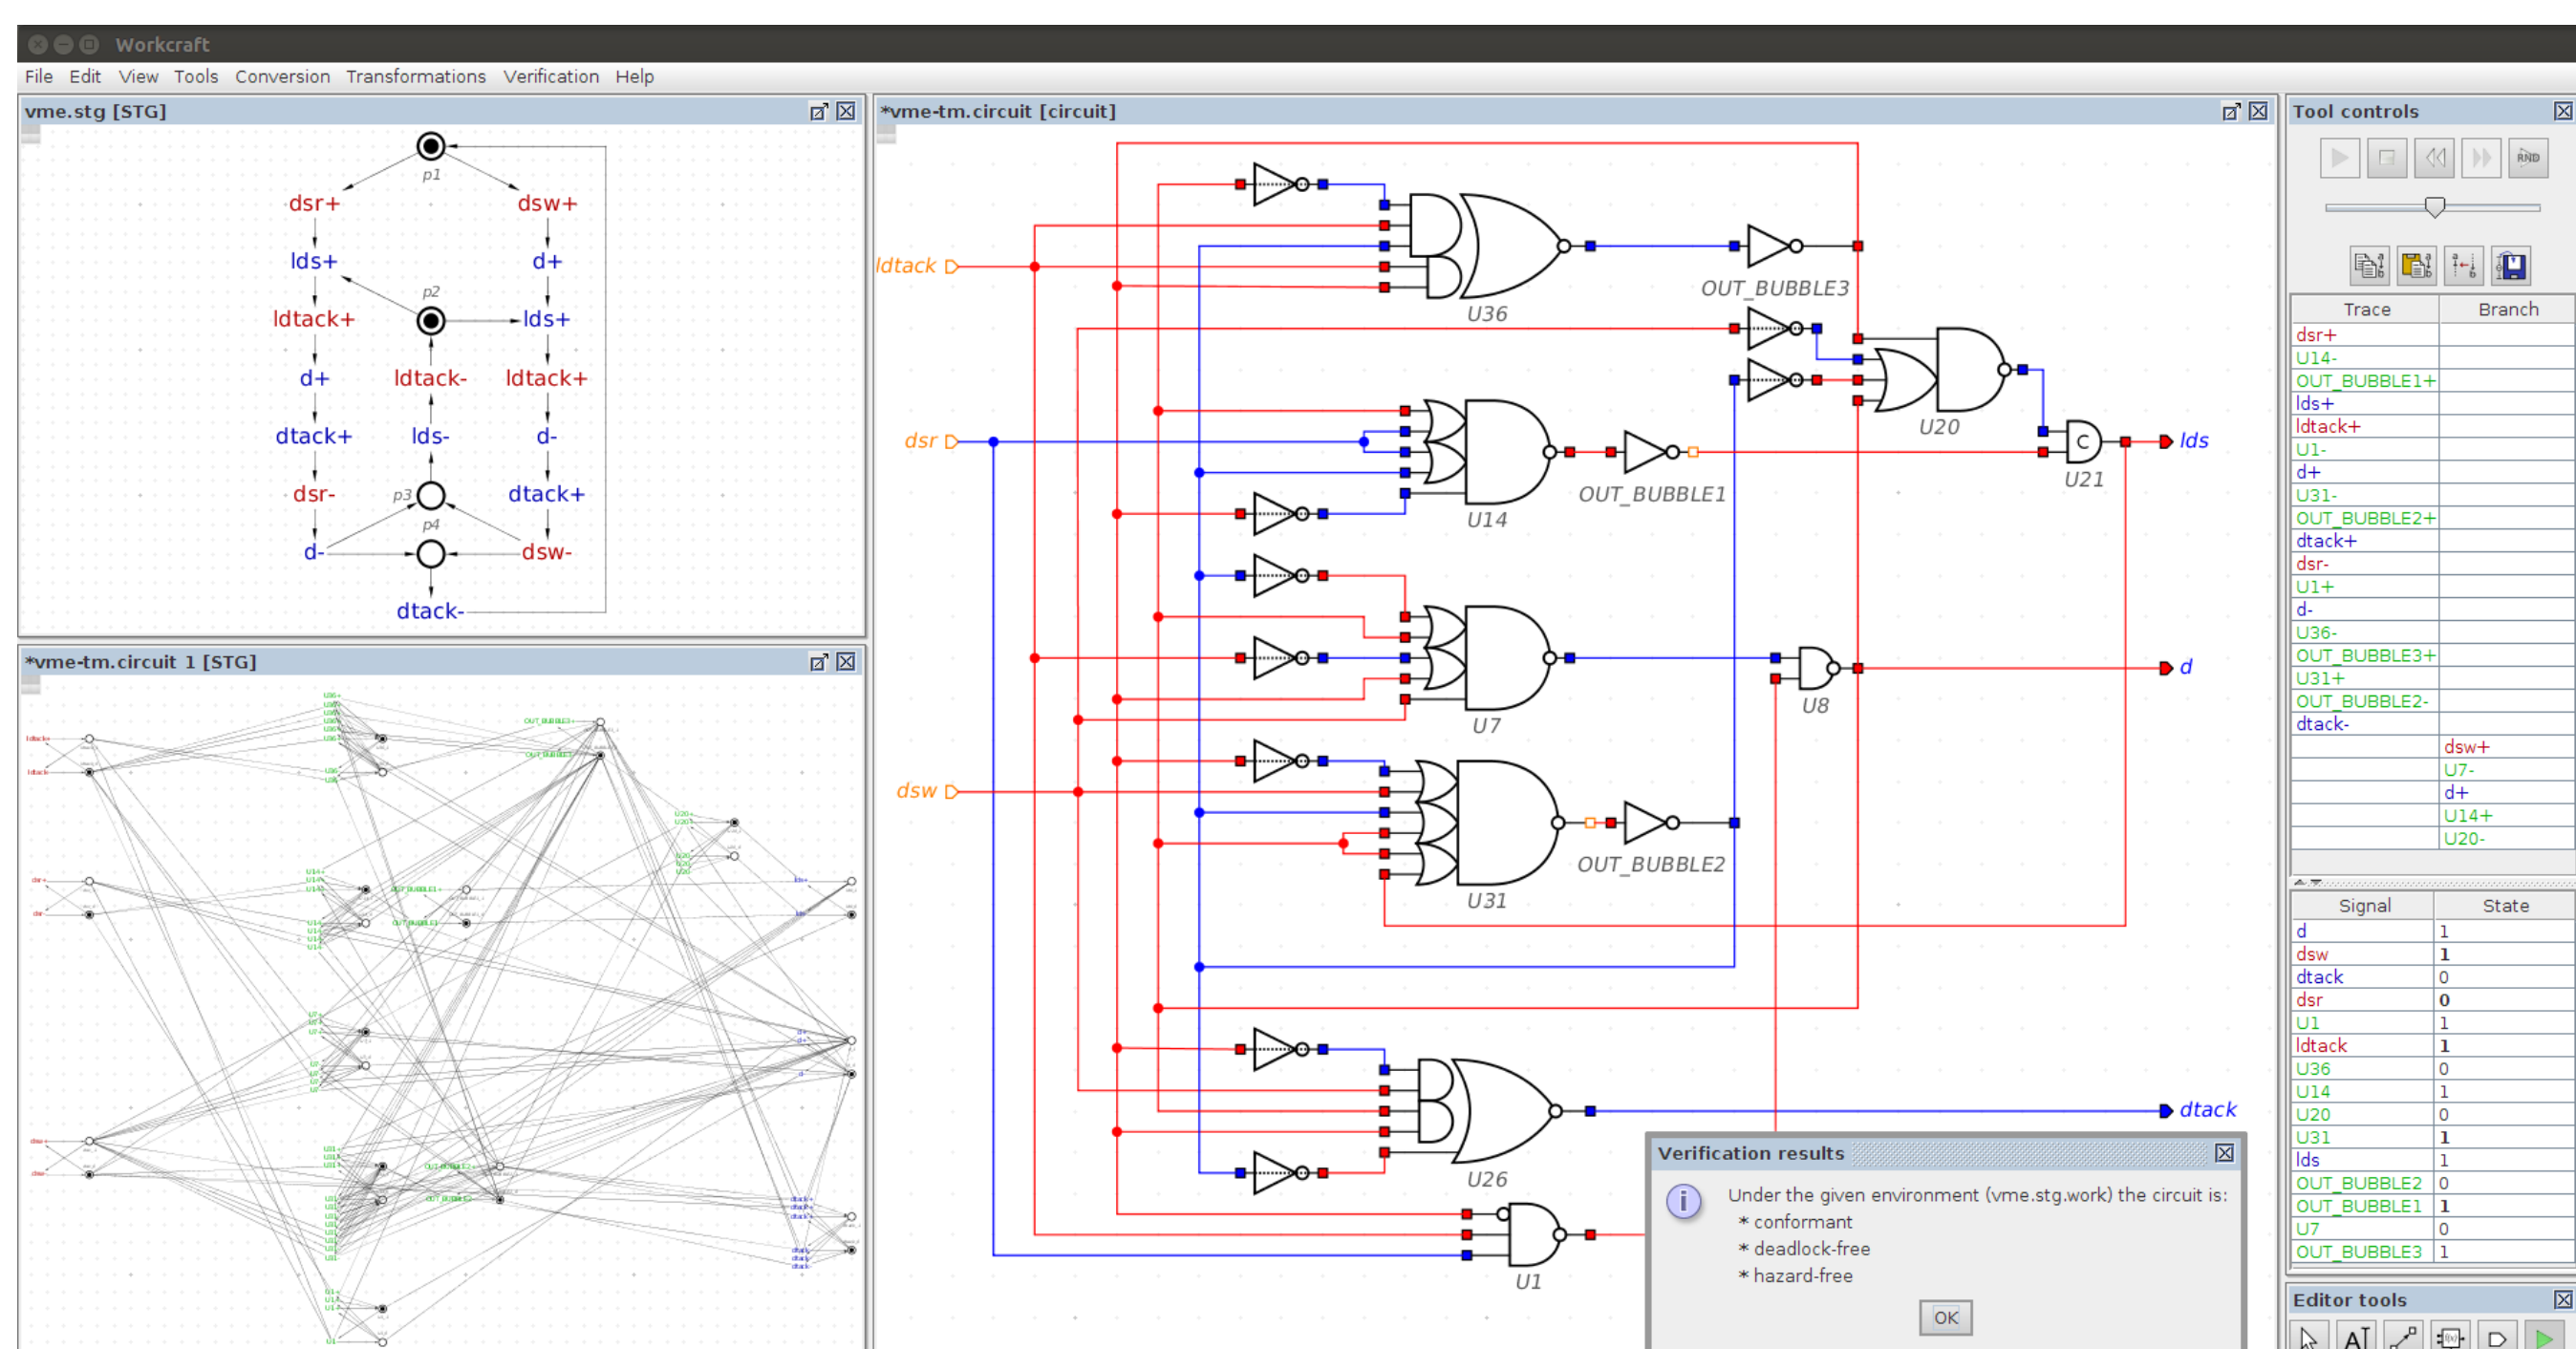 Workcraft
File Edit View Tools Conversion Transformations Verification Help
vme.stg [STG]
p1
dsr+ dsw+
lds+ d+
p2
ldtack+ lds+
d+ ldtack- ldtack+
dtack+ lds- d-
dsr- p3 dtack+
p4
d- dsw-
dtack-
*vme-tm.circuit 1 [STG]
*vme-tm.circuit [circuit]
ldtack
U36
OUT_BUBBLE3
U20
dsr
U14
OUT_BUBBLE1
U21
lds
U7
U8
d
dsw
U31
OUT_BUBBLE2
U26
dtack
U1
Verification results
Under the given environment (vme.stg.work) the circuit is:
* conformant
* deadlock-free
* hazard-free
OK
Tool controls
RND
Trace Branch
dsr+
U14-
OUT_BUBBLE1+
lds+
ldtack+
U1-
d+
U31-
OUT_BUBBLE2+
dtack+
dsr-
U1+
d-
U36-
OUT_BUBBLE3+
U31+
OUT_BUBBLE2-
dtack-
dsw+
U7-
d+
U14+
U20-
Signal State
d 1
dsw 1
dtack 0
dsr 0
U1 1
ldtack 1
U36 0
U14 1
U20 0
U31 1
lds 1
OUT_BUBBLE2 0
OUT_BUBBLE1 1
U7 0
OUT_BUBBLE3 1
Editor tools